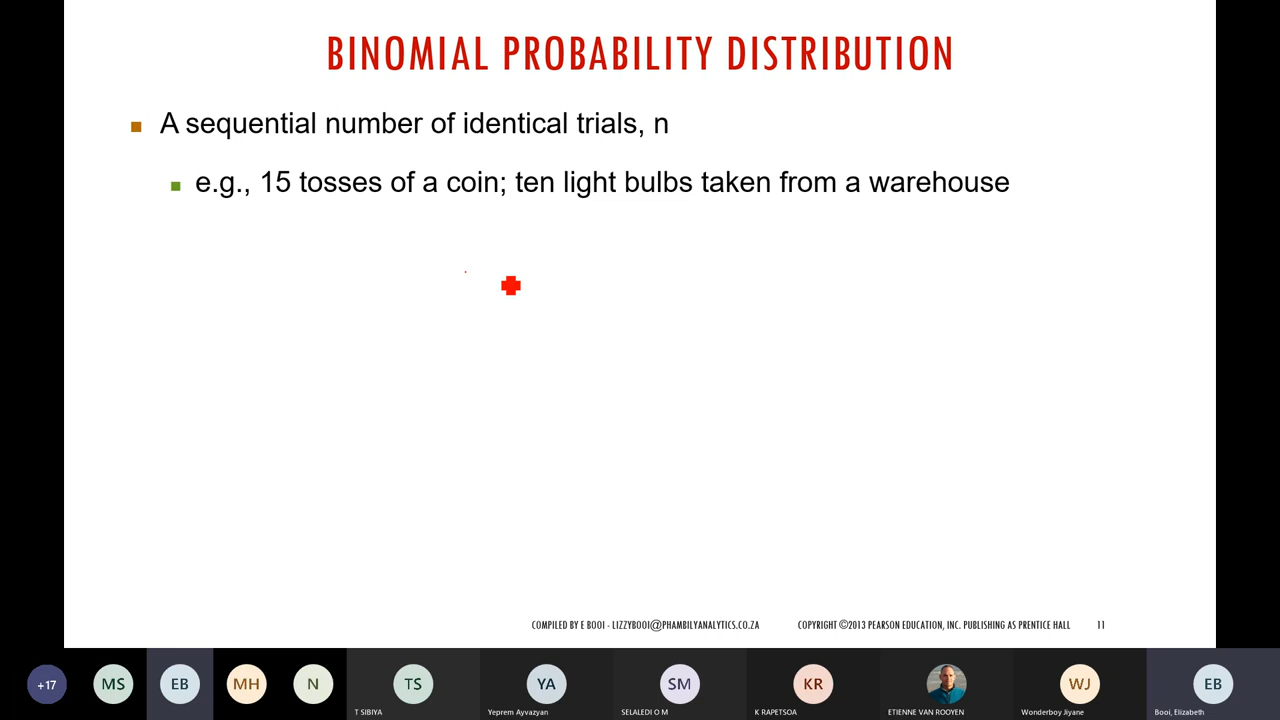 BINOMIAL PROBABILITY DISTRIBUTION
A sequential number of identical trials, n
e.g., 15 tosses of a coin; ten light bulbs taken from a warehouse
COMPILED BY E BOOI - LIZZYBOOI@PHAMBILYANALYTICS.CO.ZA COPYRIGHT ©2013 PEARSON EDUCATION, INC. PUBLISHING AS PRENTICE HALL 11
+17 MS EB MH N TS YA SM KR WJ EB
T SIBIYA Yeprem Ayvazyan SELALEDI O M K RAPETSOA ETIENNE VAN ROOYEN Wonderboy Jiyane Booi, Elizabeth